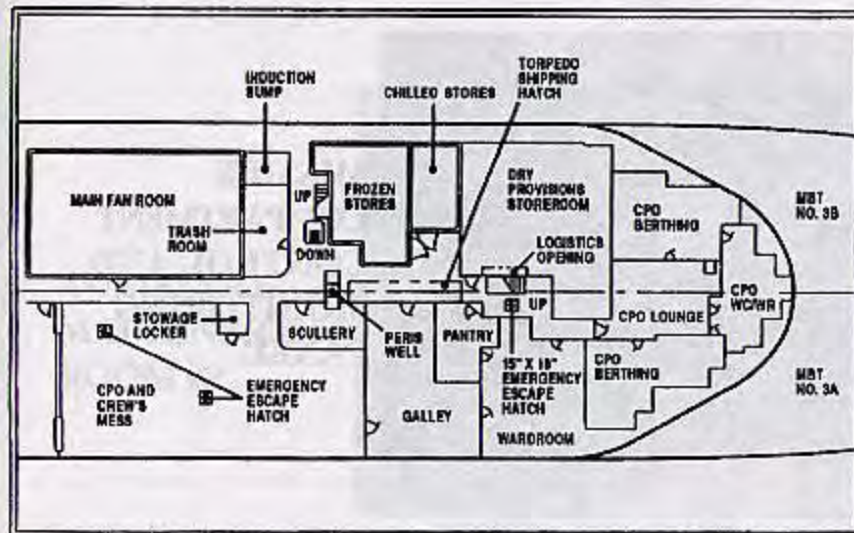 TORPEDO
SHIPPING
HATCH
INDUCTION
SUMP
CHILLED STORES
MAIN FAN ROOM
TRASH
ROOM
UP
DOWN
FROZEN
STORES
DRY
PROVISIONS
STOREROOM
CPO
BERTHING
MBT
NO. 3B
LOGISTICS
OPENING
STOWAGE
LOCKER
SCULLERY
PERIS
WELL
PANTRY
UP
CPO LOUNGE
CPO
WC/WR
15" X 18"
EMERGENCY
ESCAPE
HATCH
CPO
BERTHING
MBT
NO. 3A
CPO AND
CREW'S
MESS
EMERGENCY
ESCAPE
HATCH
GALLEY
WARDROOM